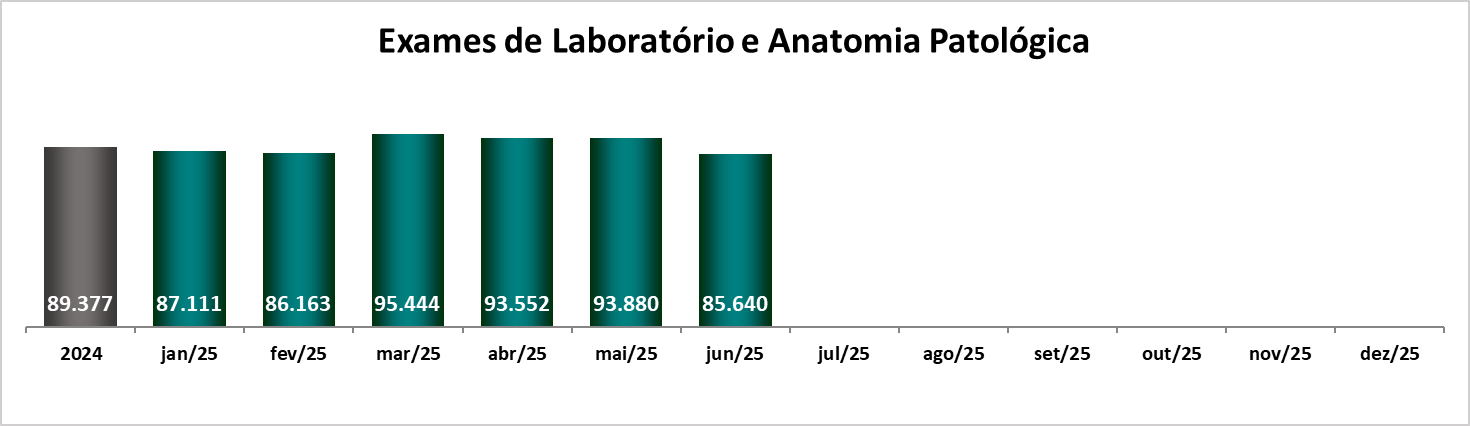 Exames de Laboratório e Anatomia Patológica
89.377 87.111 86.163 95.444 93.552 93.880 85.640
2024 jan/25 fev/25 mar/25 abr/25 mai/25 jun/25 jul/25 ago/25 set/25 out/25 nov/25 dez/25